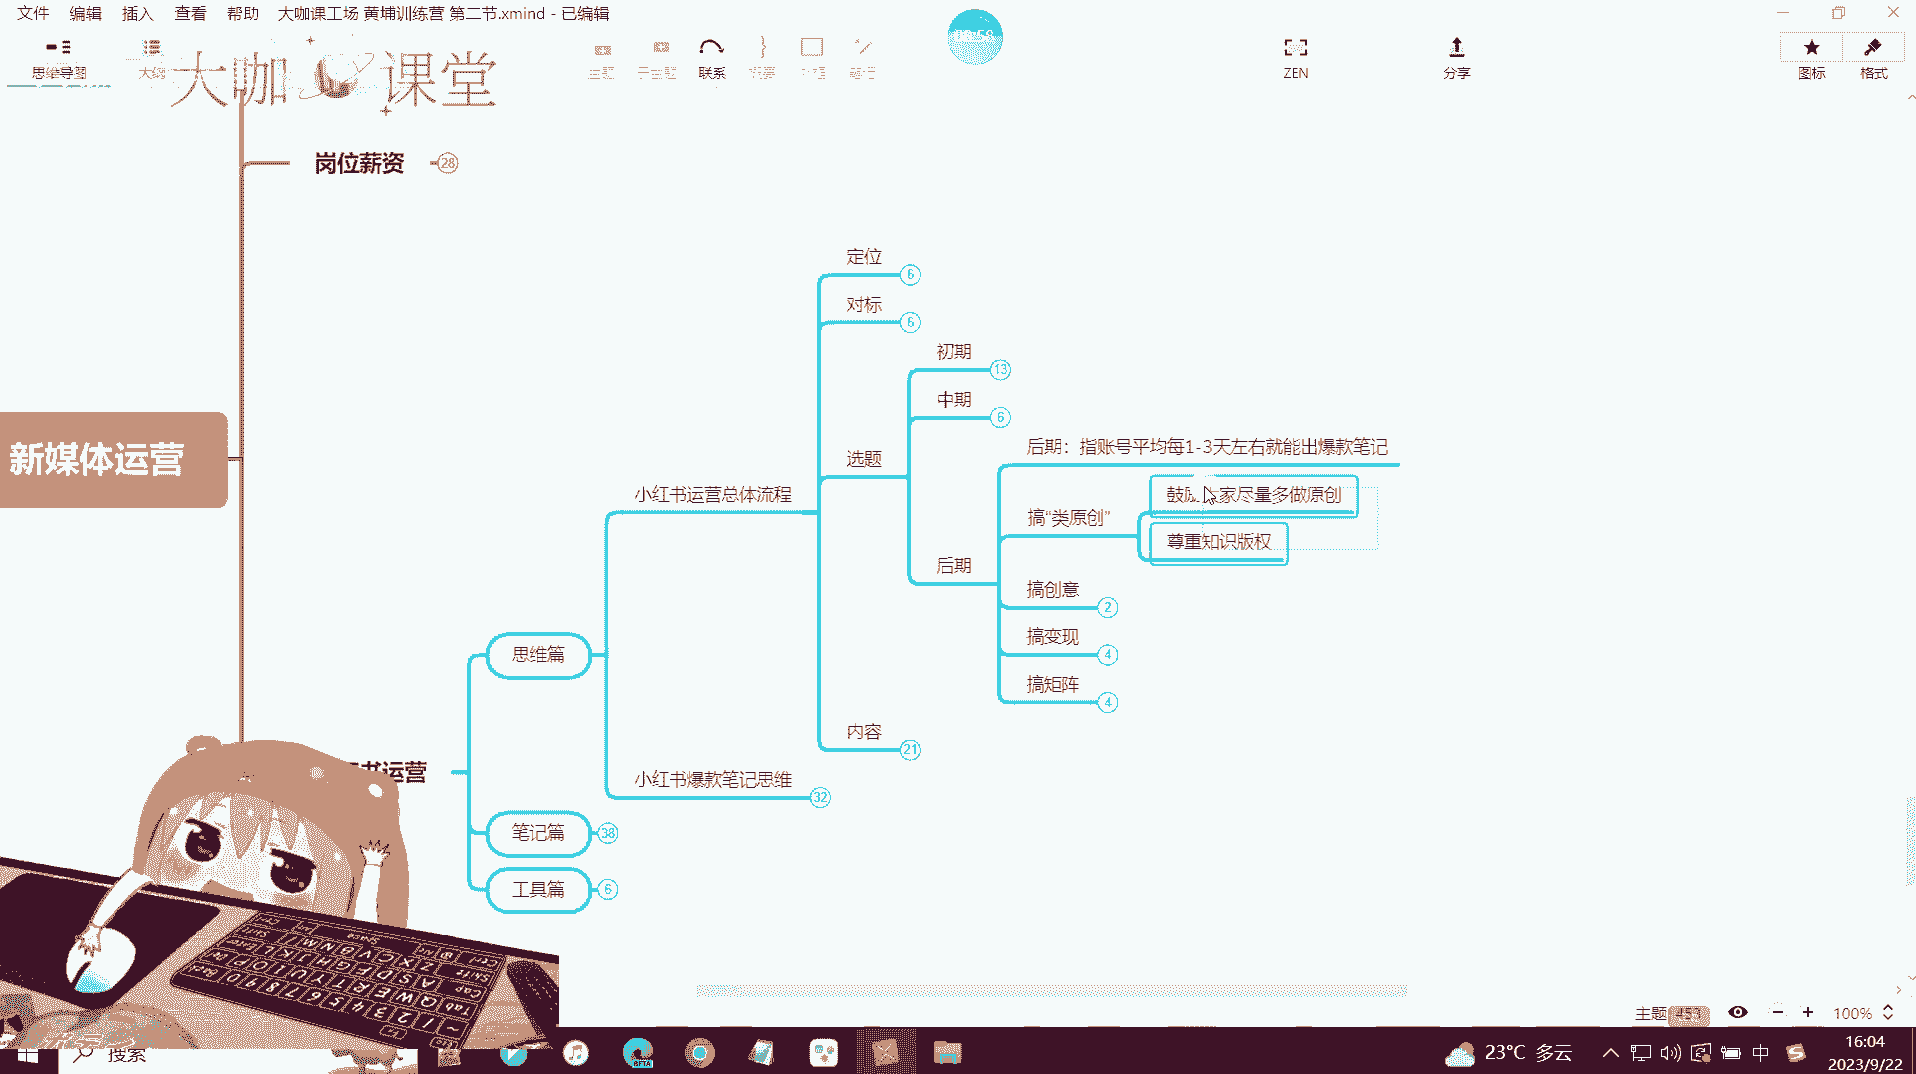 文件 编辑 插入 查看 帮助 大咖课工场 黄埔训练营 第二节.xmind - 已编辑
思维导图
大纲
主题
子主题
联系
ZEN
分享
图标
格式
大咖课堂
岗位薪资
28
定位
6
对标
6
初期
13
中期
6
后期：指账号平均每1-3天左右就能出爆款笔记
选题
新媒体运营
小红书运营总体流程
家尽量多做原创
搞“类原创”
尊重知识版权
后期
搞创意
2
搞变现
4
思维篇
搞矩阵
4
内容
21
书运营
小红书爆款笔记思维
32
笔记篇
38
工具篇
6
主题
453
100%
搜索
BETA
23°C 多云
中
16:04
2023/9/22